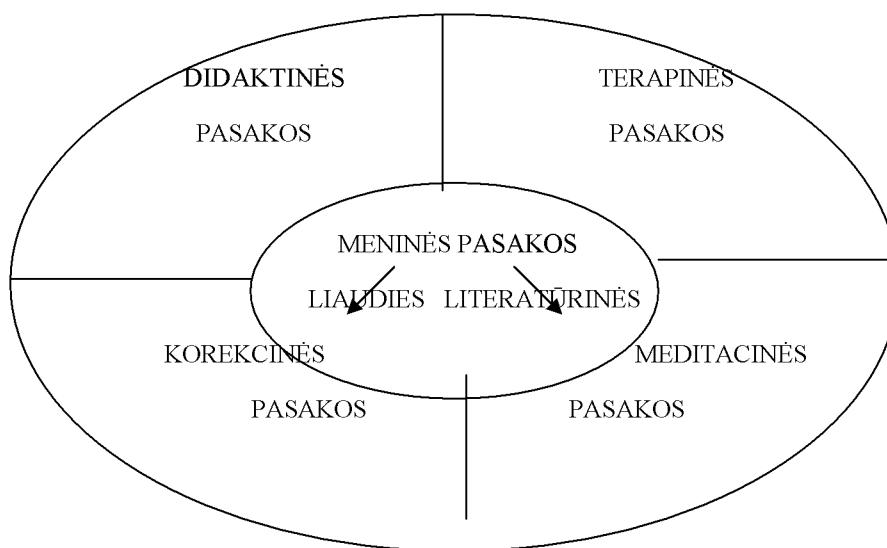 DIDAKTINĖS
PASAKOS
TERAPINĖS
PASAKOS
MENINĖS PASAKOS
LIAUDIES LITERATŪRINĖS
KOREKCINĖS
PASAKOS
MEDITACINĖS
PASAKOS